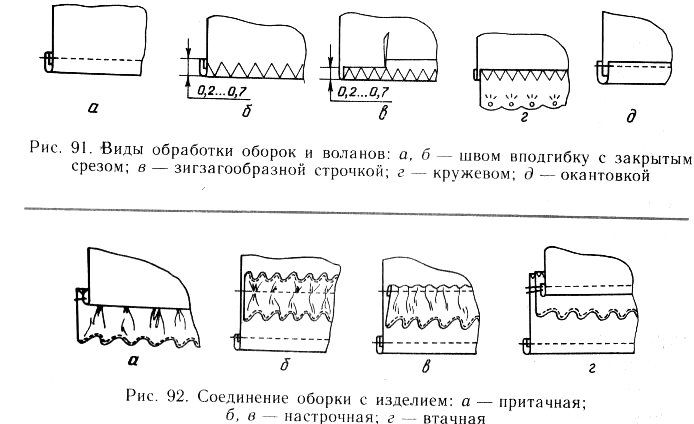 0,2...0,7
0,2...0,7
а
б
в
г
д
Рис. 91. Виды обработки оборок и воланов: а, б — швом вподгибку с закрытым
срезом; в — зигзагообразной строчкой; г — кружевом; д — окантовкой
а
б
в
г
Рис. 92. Соединение оборки с изделием: а — притачная;
б, в — настрочная; г — втачная